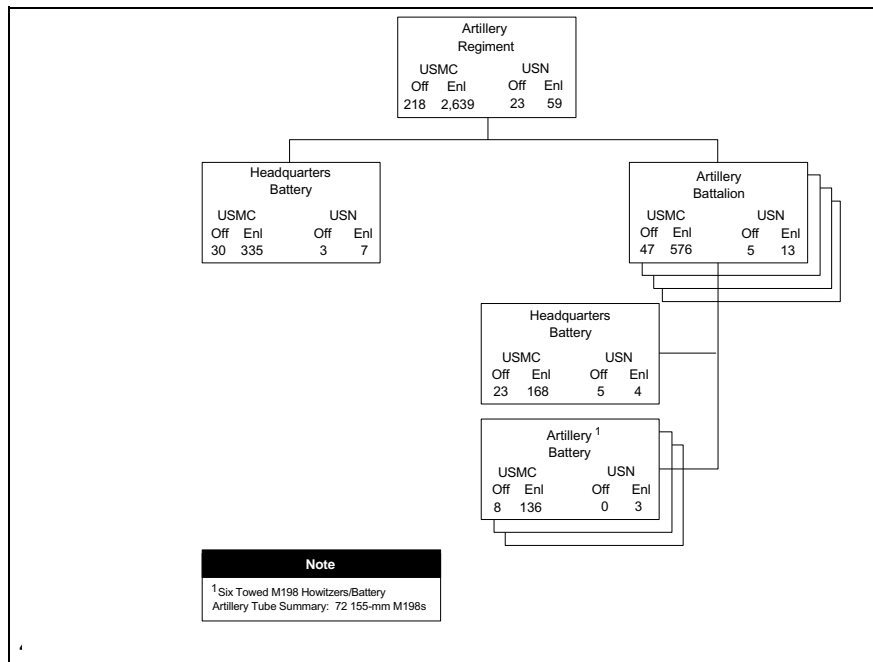 Artillery
Regiment
USMC USN
Off Enl Off Enl
218 2,639 23 59
Headquarters
Battery
USMC USN
Off Enl Off Enl
30 335 3 7
Artillery
Battalion
USMC USN
Off Enl Off Enl
47 576 5 13
Headquarters
Battery
USMC USN
Off Enl Off Enl
23 168 5 4
Artillery 1
Battery
USMC USN
Off Enl Off Enl
8 136 0 3
Note
1Six Towed M198 Howitzers/Battery
Artillery Tube Summary: 72 155-mm M198s